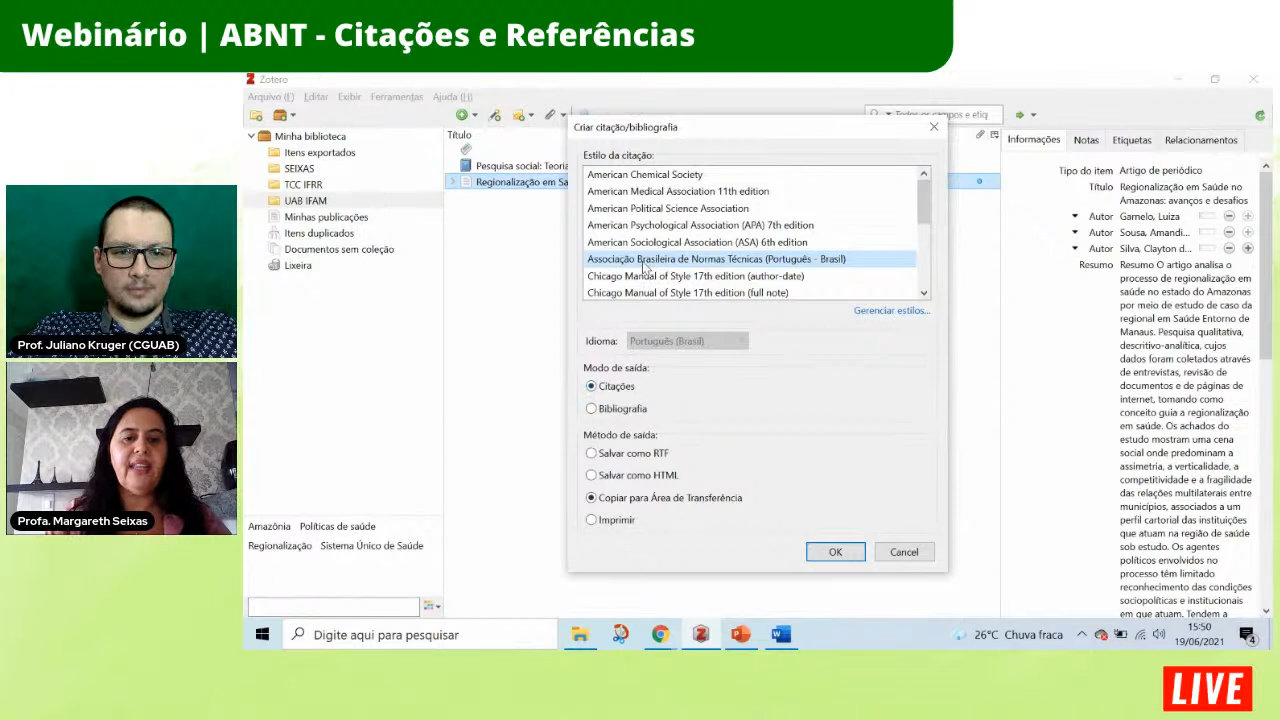 Webinário | ABNT - Citações e Referências
Zotero
Arquivo (F) Editar Exibir Ferramentas Ajuda (H)
Minha biblioteca
Itens exportados
SEIXAS
TCC IFRR
UAB IFAM
Minhas publicações
Itens duplicados
Documentos sem coleção
Lixeira
Amazônia Políticas de saúde
Regionalização Sistema Único de Saúde
Título
Pesquisa social: Teoria
Regionalização em Sa
Criar citação/bibliografia
Estilo da citação:
American Chemical Society
American Medical Association 11th edition
American Political Science Association
American Psychological Association (APA) 7th edition
American Sociological Association (ASA) 6th edition
Associação Brasileira de Normas Técnicas (Português - Brasil)
Chicago Manual of Style 17th edition (author-date)
Chicago Manual of Style 17th edition (full note)
Gerenciar estilos...
Idioma: Português (Brasil)
Modo de saída:
Citações
Bibliografia
Método de saída:
Salvar como RTF
Salvar como HTML
Copiar para Área de Transferência
Imprimir
OK Cancel
Todos os campos e etiq
Informações Notas Etiquetas Relacionamentos
Tipo do item Artigo de periódico
Título Regionalização em Saúde no
Amazonas: avanços e desafios
Autor Garnelo, Luiza
Autor Sousa, Amandi...
Autor Silva, Clayton d...
Resumo Resumo O artigo analisa o
processo de regionalização em
saúde no estado do Amazonas
por meio de estudo de caso da
regional em Saúde Entorno de
Manaus. Pesquisa qualitativa,
descritivo-analítica, cujos
dados foram coletados através
de entrevistas, revisão de
documentos e de páginas de
internet, tomando como
conceito guia a regionalização
em saúde. Os achados do
estudo mostram uma cena
social onde predominam a
assimetria, a verticalidade, a
competitividade e a fragilidade
das relações multilaterais entre
municípios, associados a um
perfil cartorial das instituições
que atuam na região de saúde
sob estudo. Os agentes
políticos envolvidos no
processo têm limitado
reconhecimento das condições
sociopolíticas e institucionais
em que atuam. Tendem a
Prof. Juliano Kruger (CGUAB)
Profa. Margareth Seixas
Digite aqui para pesquisar
26°C Chuva fraca
15:50
19/06/2021
4
LIVE